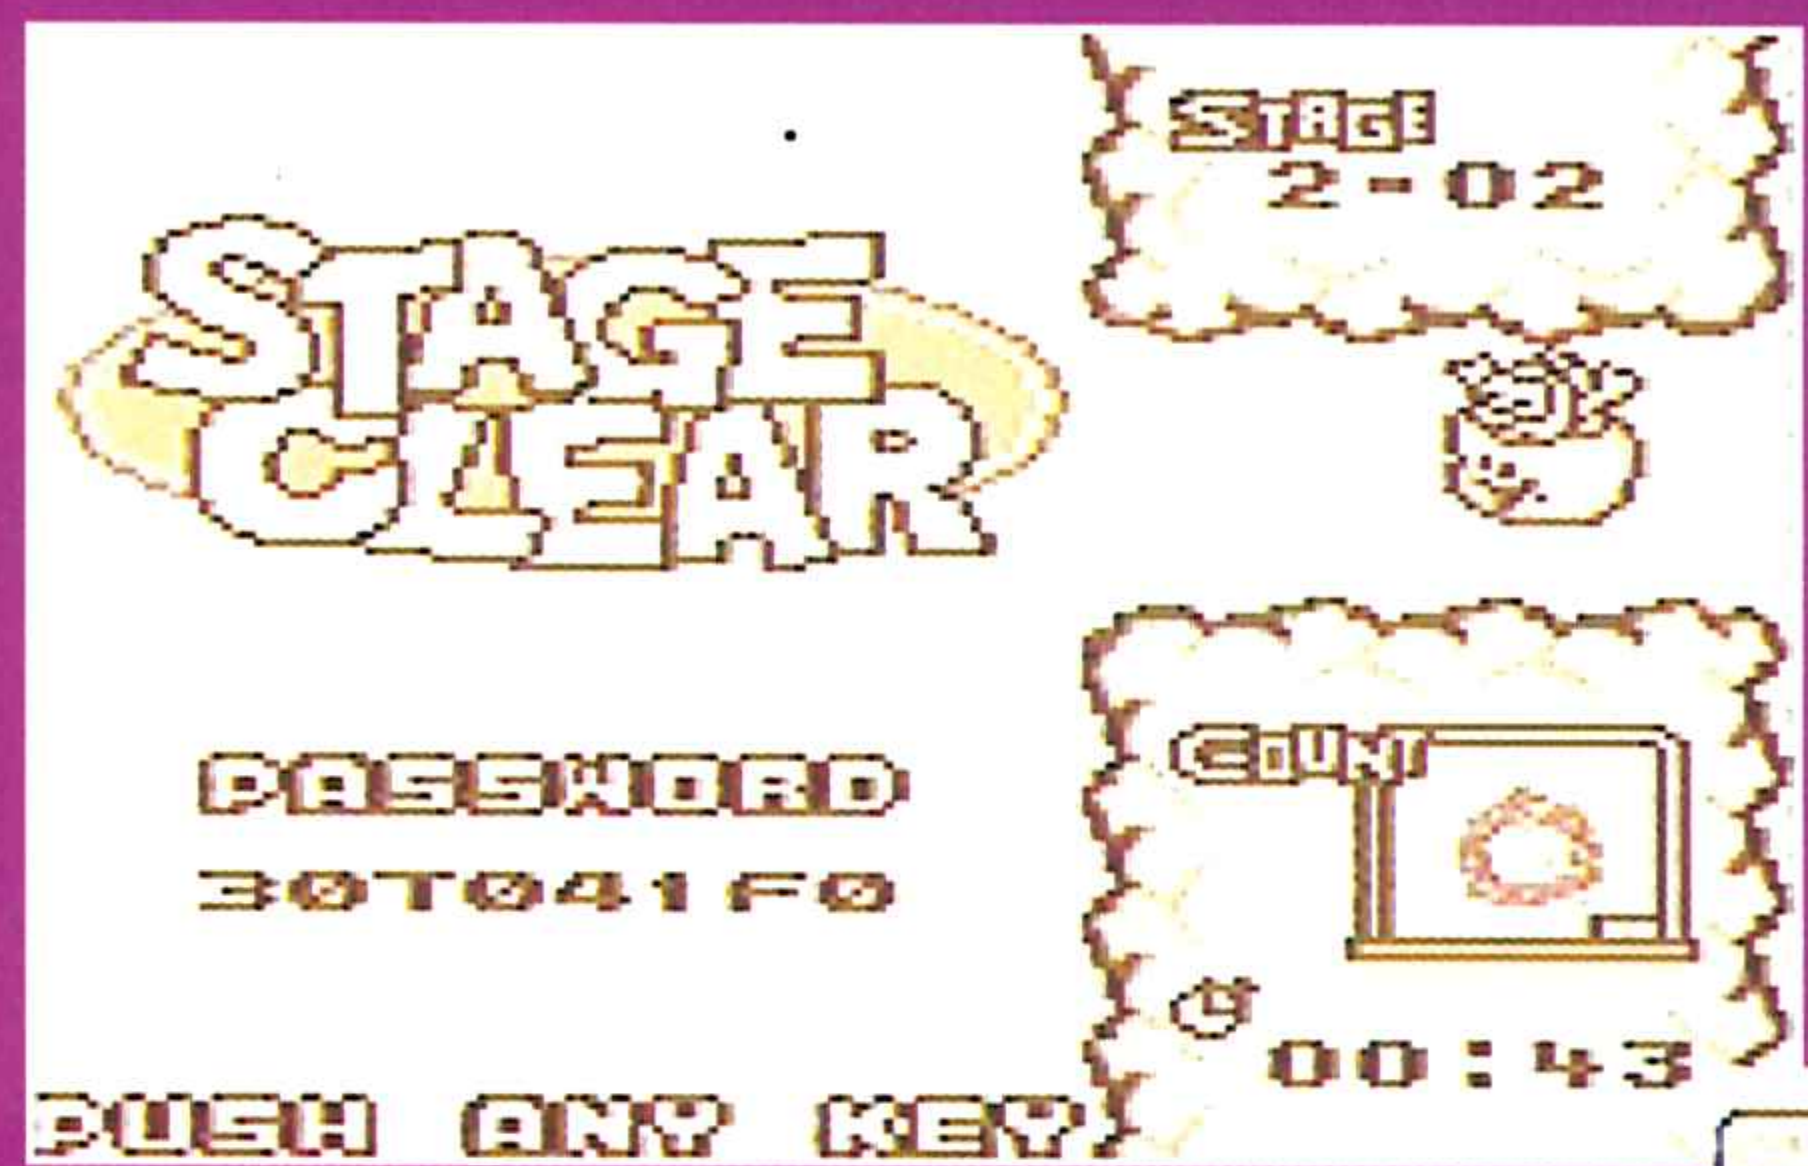 STAGE
CLEAR
PASSWORD
30T041F0
PUSH ANY KEY
STAGE
2-02
COUNT
00:43